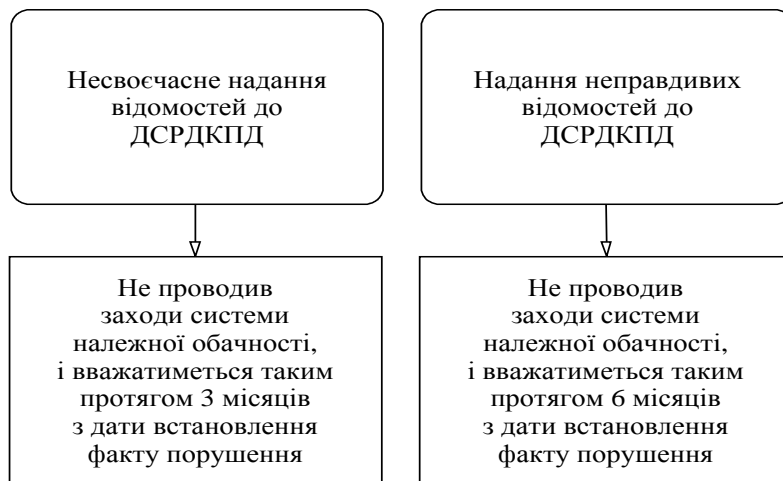 Несвоєчасне надання
відомостей до
ДСРДКПД
Надання неправдивих
відомостей до
ДСРДКПД
Не проводив
заходи системи
належної обачності,
і вважатиметься таким
протягом 3 місяців
з дати встановлення
факту порушення
Не проводив
заходи системи
належної обачності,
і вважатиметься таким
протягом 6 місяців
з дати встановлення
факту порушення